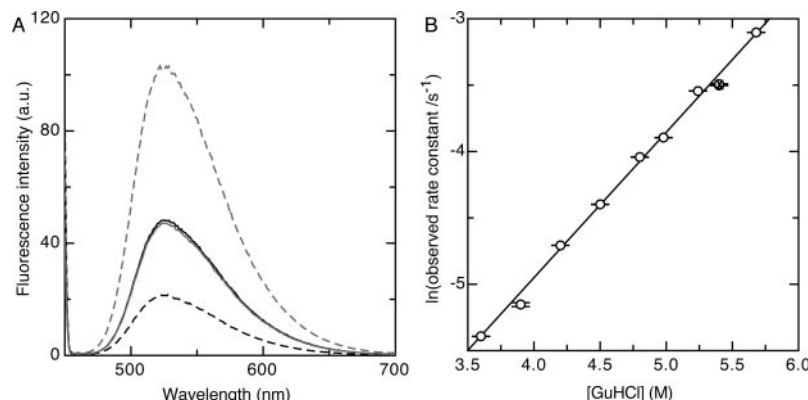 A
Fluorescence intensity (a.u.)
120
80
40
0
500
600
700
Wavelength (nm)
B
ln(observed rate constant /s⁻¹)
-3
-4
-5
3.5
4.0
4.5
5.0
5.5
6.0
[GuHCl] (M)